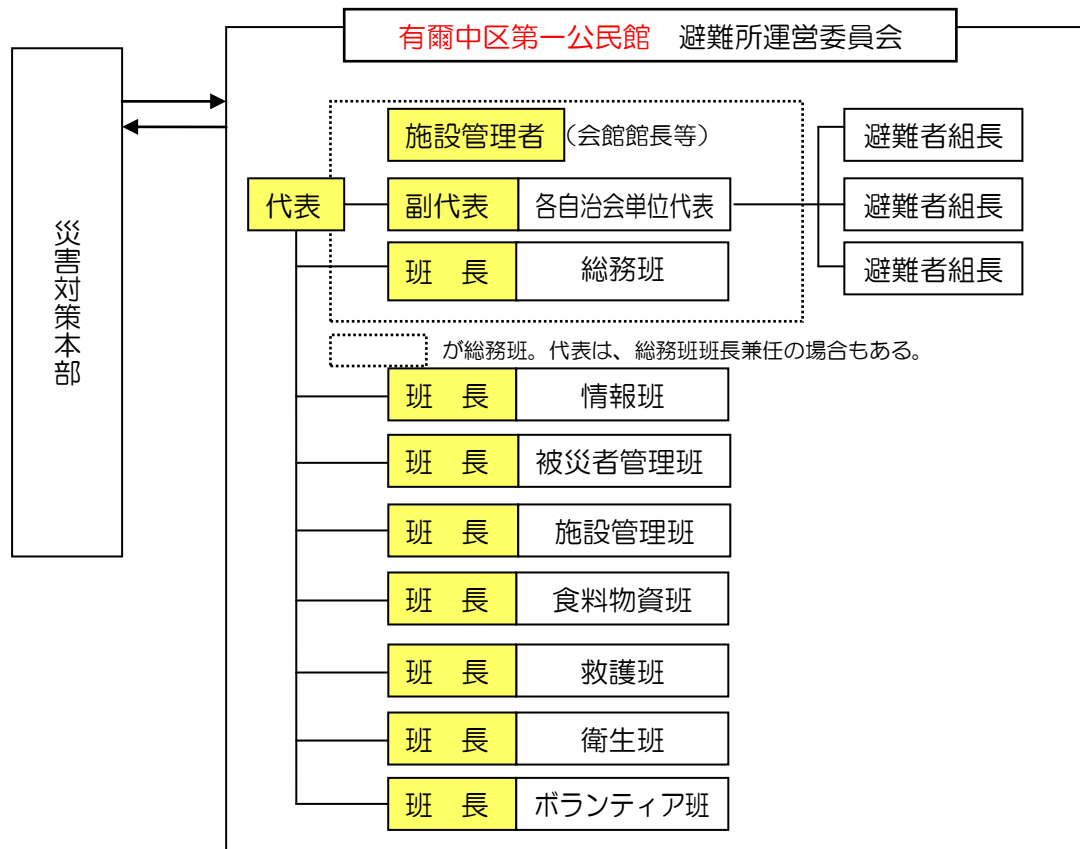 有爾中区第一公民館　避難所運営委員会
災害対策本部
施設管理者（会館館長等）
代表
副代表　各自治会単位代表
班　長　総務班
避難者組長
避難者組長
避難者組長
が総務班。代表は、総務班班長兼任の場合もある。
班　長　情報班
班　長　被災者管理班
班　長　施設管理班
班　長　食料物資班
班　長　救護班
班　長　衛生班
班　長　ボランティア班